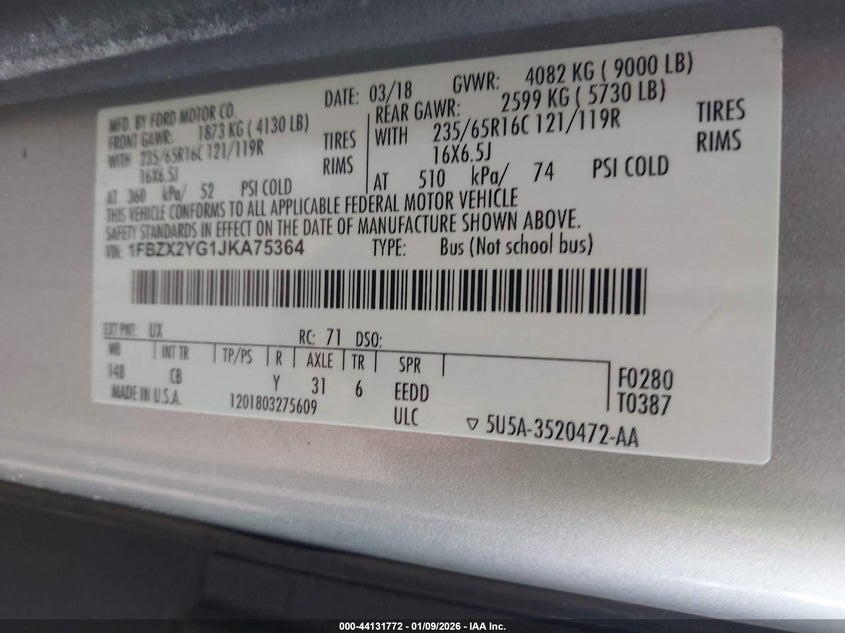 MFD. BY FORD MOTOR CO.
DATE: 03/18
GVWR: 4082 KG ( 9000 LB)
FRONT GAWR: 1873 KG ( 4130 LB)
REAR GAWR: 2599 KG ( 5730 LB)
WITH 235/65R16C 121/119R TIRES
WITH 235/65R16C 121/119R TIRES
16X6.5J RIMS
16X6.5J RIMS
AT 360 kPa/ 52 PSI COLD
AT 510 kPa/ 74 PSI COLD
THIS VEHICLE CONFORMS TO ALL APPLICABLE FEDERAL MOTOR VEHICLE
SAFETY STANDARDS IN EFFECT ON THE DATE OF MANUFACTURE SHOWN ABOVE.
VIN: 1FBZX2YG1JKA75364 TYPE: Bus (Not school bus)
EXT PNT: UX RC: 71 DSO:
WB INT TR TP/PS R AXLE TR SPR
148 CB Y 31 6 EEDD F0280
MADE IN U.S.A. 1201803275609 ULC T0387
▽ 5U5A-3520472-AA
000-44131772 - 01/09/2026 - IAA Inc.